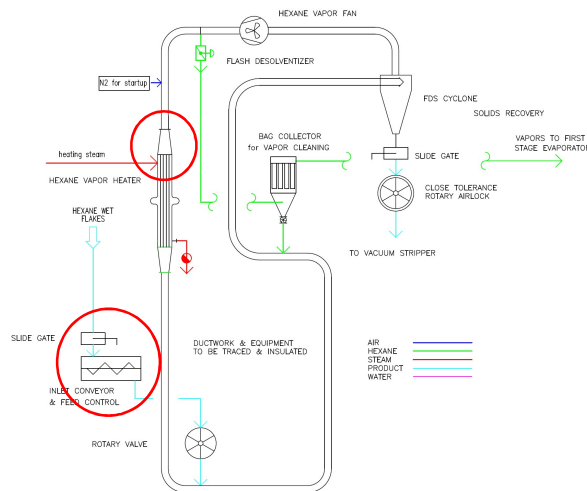 HEXANE VAPOR FAN
FLASH DESOLVENTIZER
N2 for startup
FDS CYCLONE
SOLIDS RECOVERY
BAG COLLECTOR
for VAPOR CLEANING
VAPORS TO FIRST
STAGE EVAPORATOR
heating steam
SLIDE GATE
HEXANE VAPOR HEATER
CLOSE TOLERANCE
ROTARY AIRLOCK
HEXANE WET
FLAKES
TO VACUUM STRIPPER
SLIDE GATE
DUCTWORK & EQUIPMENT
TO BE TRACED & INSULATED
AIR
HEXANE
STEAM
PRODUCT
WATER
INLET CONVEYOR
& FEED CONTROL
ROTARY VALVE